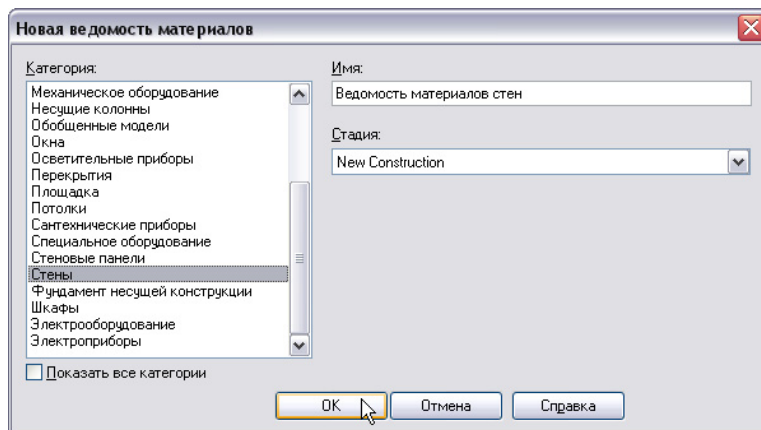 Новая ведомость материалов
Категория:
Механическое оборудование
Несущие колонны
Обобщенные модели
Окна
Осветительные приборы
Перекрытия
Площадка
Потолки
Сантехнические приборы
Специальное оборудование
Стеновые панели
Стены
Фундамент несущей конструкции
Шкафы
Электрооборудование
Электроприборы
Показать все категории
Имя:
Ведомость материалов стен
Стадия:
New Construction
OK
Отмена
Справка